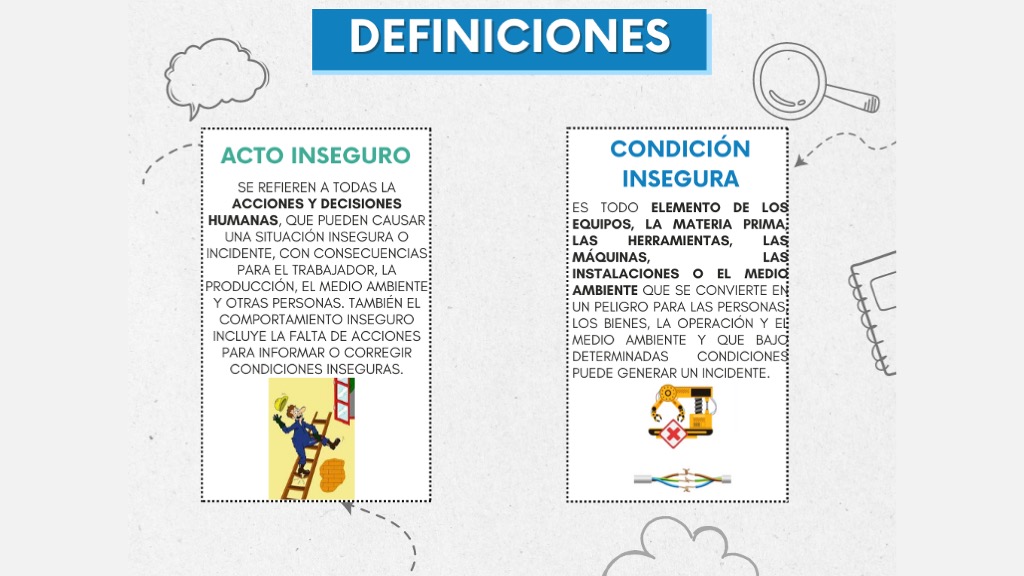 DEFINICIONES
ACTO INSEGURO
SE REFIEREN A TODAS LA
ACCIONES Y DECISIONES
HUMANAS, QUE PUEDEN CAUSAR
UNA SITUACIÓN INSEGURA O
INCIDENTE, CON CONSECUENCIAS
PARA EL TRABAJADOR, LA
PRODUCCIÓN, EL MEDIO AMBIENTE
Y OTRAS PERSONAS. TAMBIÉN EL
COMPORTAMIENTO INSEGURO
INCLUYE LA FALTA DE ACCIONES
PARA INFORMAR O CORREGIR
CONDICIONES INSEGURAS.
CONDICIÓN
INSEGURA
ES TODO ELEMENTO DE LOS
EQUIPOS, LA MATERIA PRIMA,
LAS HERRAMIENTAS, LAS
MÁQUINAS, LAS
INSTALACIONES O EL MEDIO
AMBIENTE QUE SE CONVIERTE EN
UN PELIGRO PARA LAS PERSONAS,
LOS BIENES, LA OPERACIÓN Y EL
MEDIO AMBIENTE Y QUE BAJO
DETERMINADAS CONDICIONES
PUEDE GENERAR UN INCIDENTE.